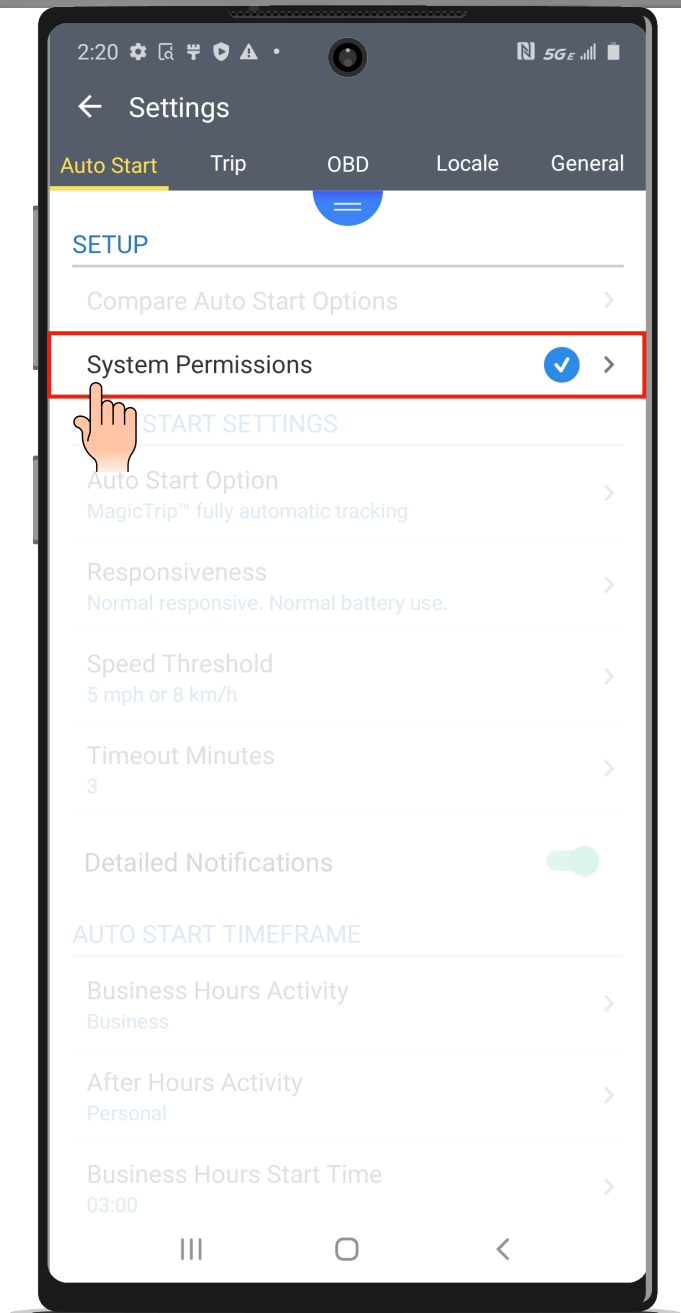 2:20
5G E
Settings
Auto Start
Trip
OBD
Locale
General
SETUP
Compare Auto Start Options
System Permissions
START SETTINGS
Auto Start Option
MagicTrip™ fully automatic tracking
Responsiveness
Normal responsive. Normal battery use.
Speed Threshold
5 mph or 8 km/h
Timeout Minutes
3
Detailed Notifications
AUTO START TIMEFRAME
Business Hours Activity
Business
After Hours Activity
Personal
Business Hours Start Time
03:00